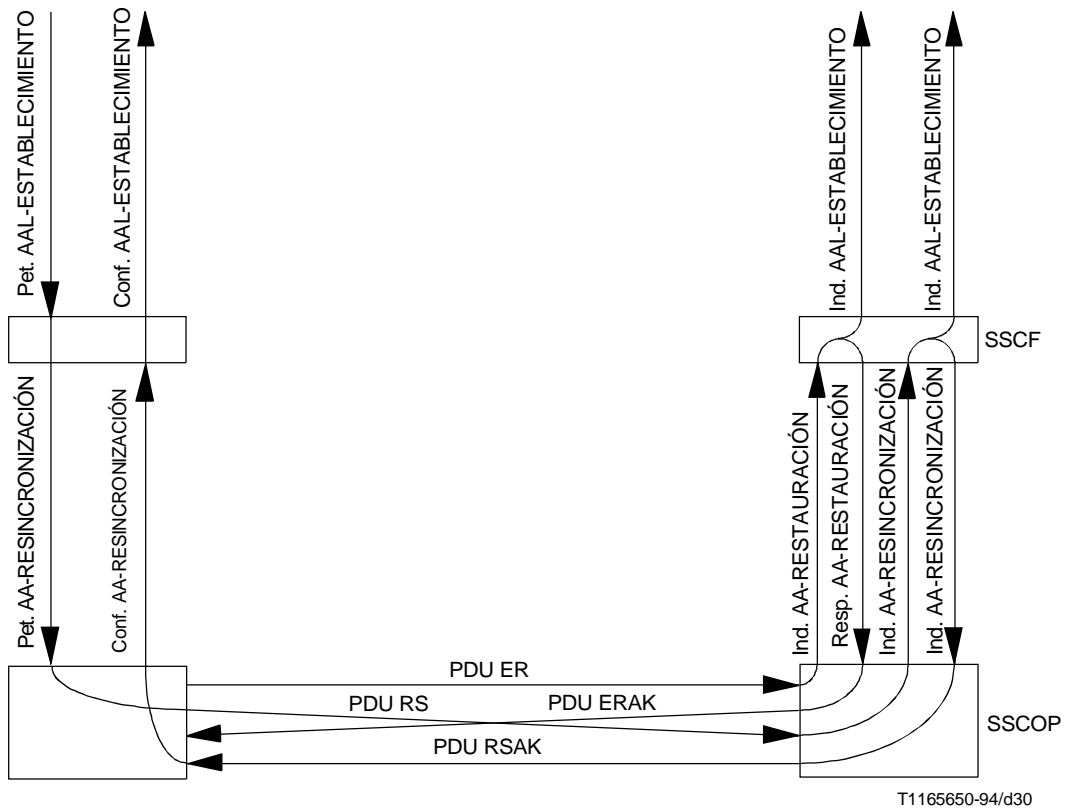 Pet. AAL-ESTABLECIMIENTO
Conf. AAL-ESTABLECIMIENTO
Ind. AAL-ESTABLECIMIENTO
Ind. AAL-ESTABLECIMIENTO
SSCF
Pet. AA-RESINCRONIZACIÓN
Conf. AA-RESINCRONIZACIÓN
Ind. AA-RESTAURACIÓN
Resp. AA-RESTAURACIÓN
Ind. AA-RESINCRONIZACIÓN
Ind. AA-RESINCRONIZACIÓN
PDU ER
PDU RS
PDU ERAK
PDU RSAK
SSCOP
T1165650-94/d30